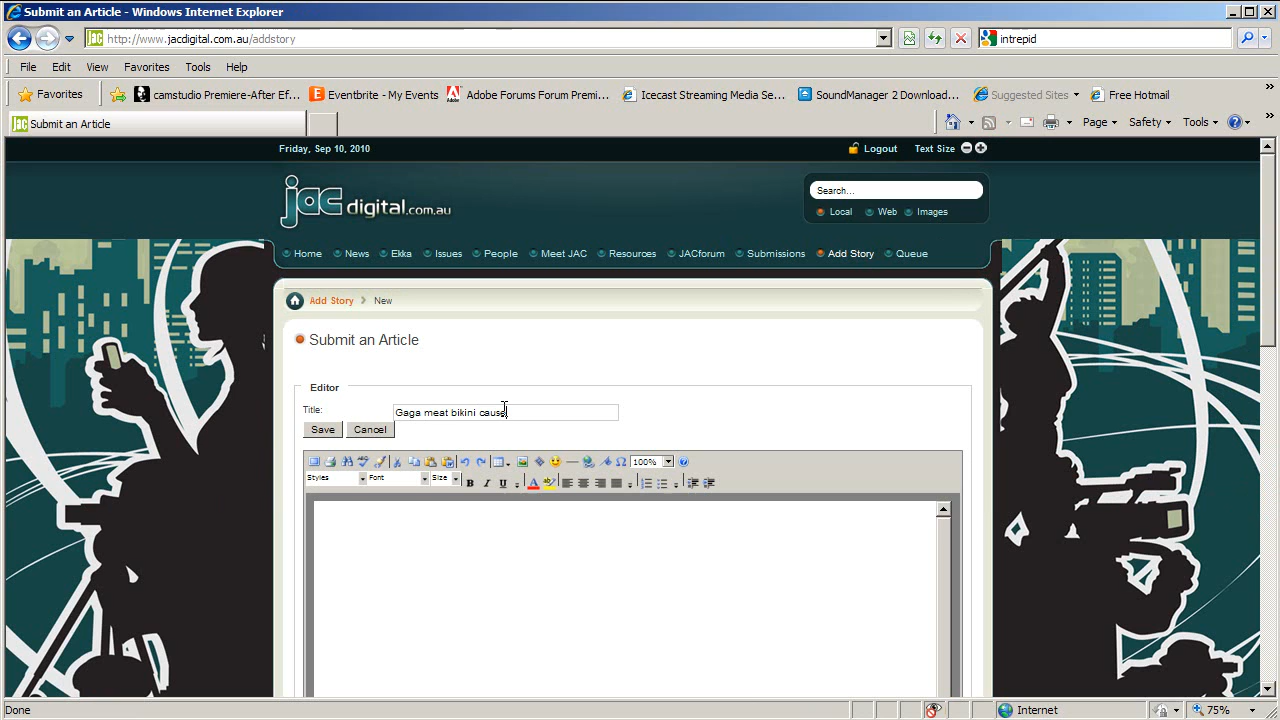 Submit an Article - Windows Internet Explorer
http://www.jacdigital.com.au/addstory
intrepid
File Edit View Favorites Tools Help
Favorites camstudio Premiere-After Ef... Eventbrite - My Events Adobe Forums Forum Premi... Icecast Streaming Media Se... SoundManager 2 Download... Suggested Sites Free Hotmail
Submit an Article
Page Safety Tools
Friday, Sep 10, 2010
Logout Text Size
jac digital.com.au
Search...
Local Web Images
Home News Ekka Issues People Meet JAC Resources JACforum Submissions Add Story Queue
Add Story New
Submit an Article
Editor
Title: Gaga meat bikini cause
Save Cancel
100%
Styles Font Size B I U
Done Internet 75%